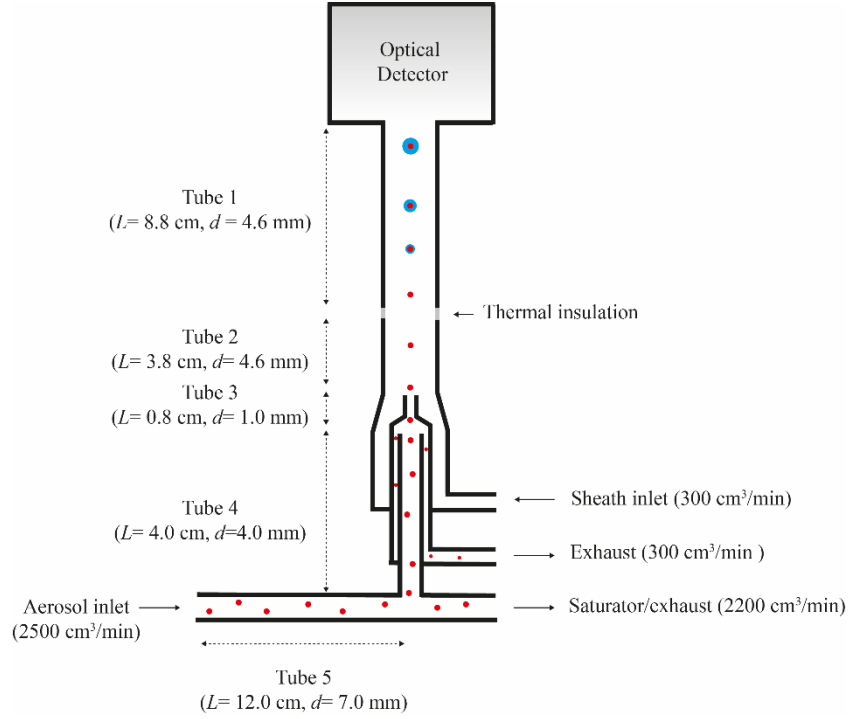 Optical
Detector
Tube 1
(L= 8.8 cm, d = 4.6 mm)
Thermal insulation
Tube 2
(L= 3.8 cm, d= 4.6 mm)
Tube 3
(L= 0.8 cm, d= 1.0 mm)
Sheath inlet (300 cm³/min)
Tube 4
(L= 4.0 cm, d=4.0 mm)
Exhaust (300 cm³/min )
Aerosol inlet
(2500 cm³/min)
Saturator/exhaust (2200 cm³/min)
Tube 5
(L= 12.0 cm, d= 7.0 mm)